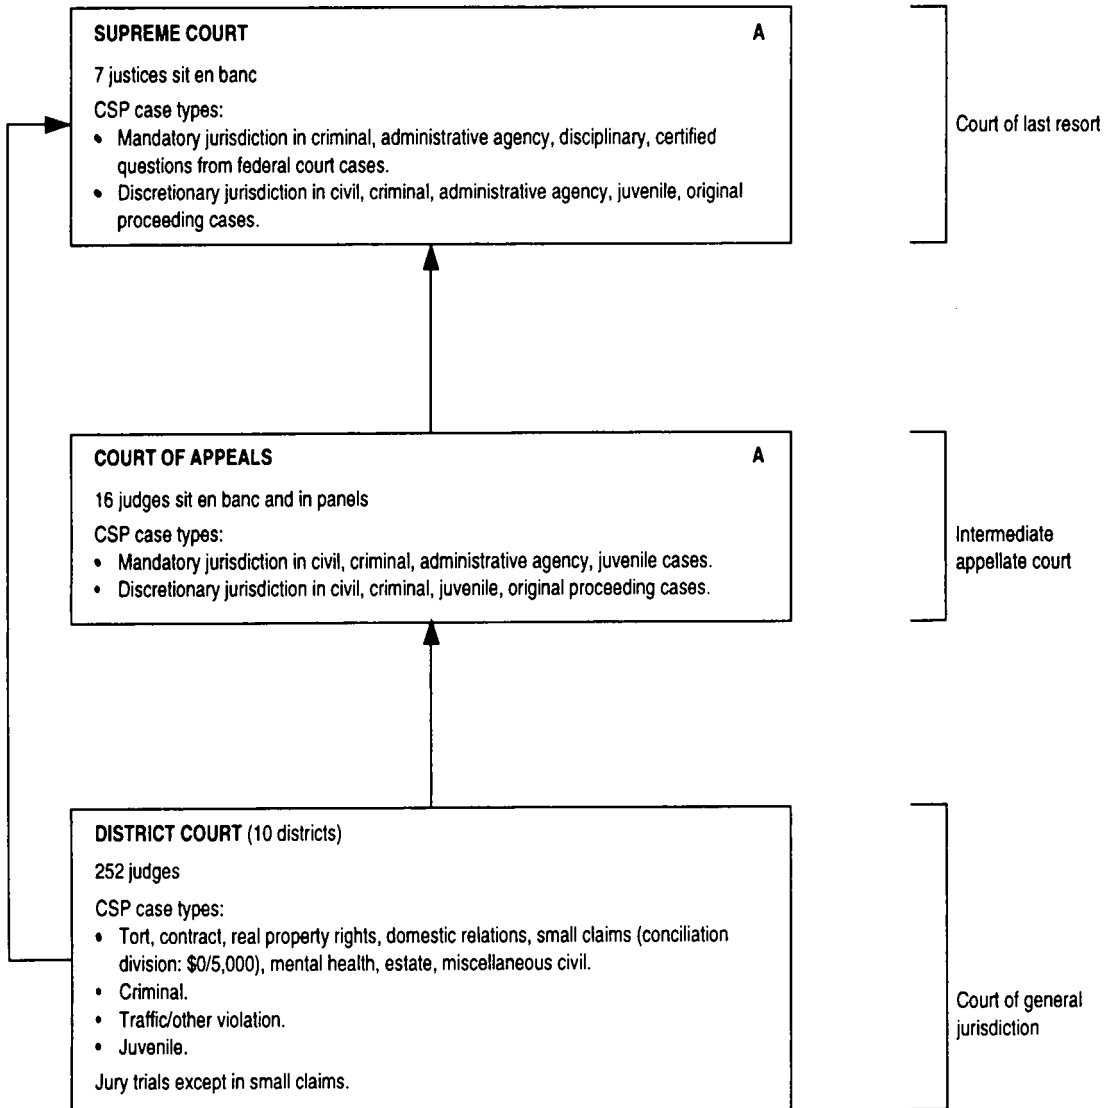 SUPREME COURT A
7 justices sit en banc
CSP case types:
• Mandatory jurisdiction in criminal, administrative agency, disciplinary, certified
questions from federal court cases.
• Discretionary jurisdiction in civil, criminal, administrative agency, juvenile, original
proceeding cases.
Court of last resort
COURT OF APPEALS A
16 judges sit en banc and in panels
CSP case types:
• Mandatory jurisdiction in civil, criminal, administrative agency, juvenile cases.
• Discretionary jurisdiction in civil, criminal, juvenile, original proceeding cases.
Intermediate
appellate court
DISTRICT COURT (10 districts)
252 judges
CSP case types:
• Tort, contract, real property rights, domestic relations, small claims (conciliation
division: $0/5,000), mental health, estate, miscellaneous civil.
• Criminal.
• Traffic/other violation.
• Juvenile.
Jury trials except in small claims.
Court of general
jurisdiction